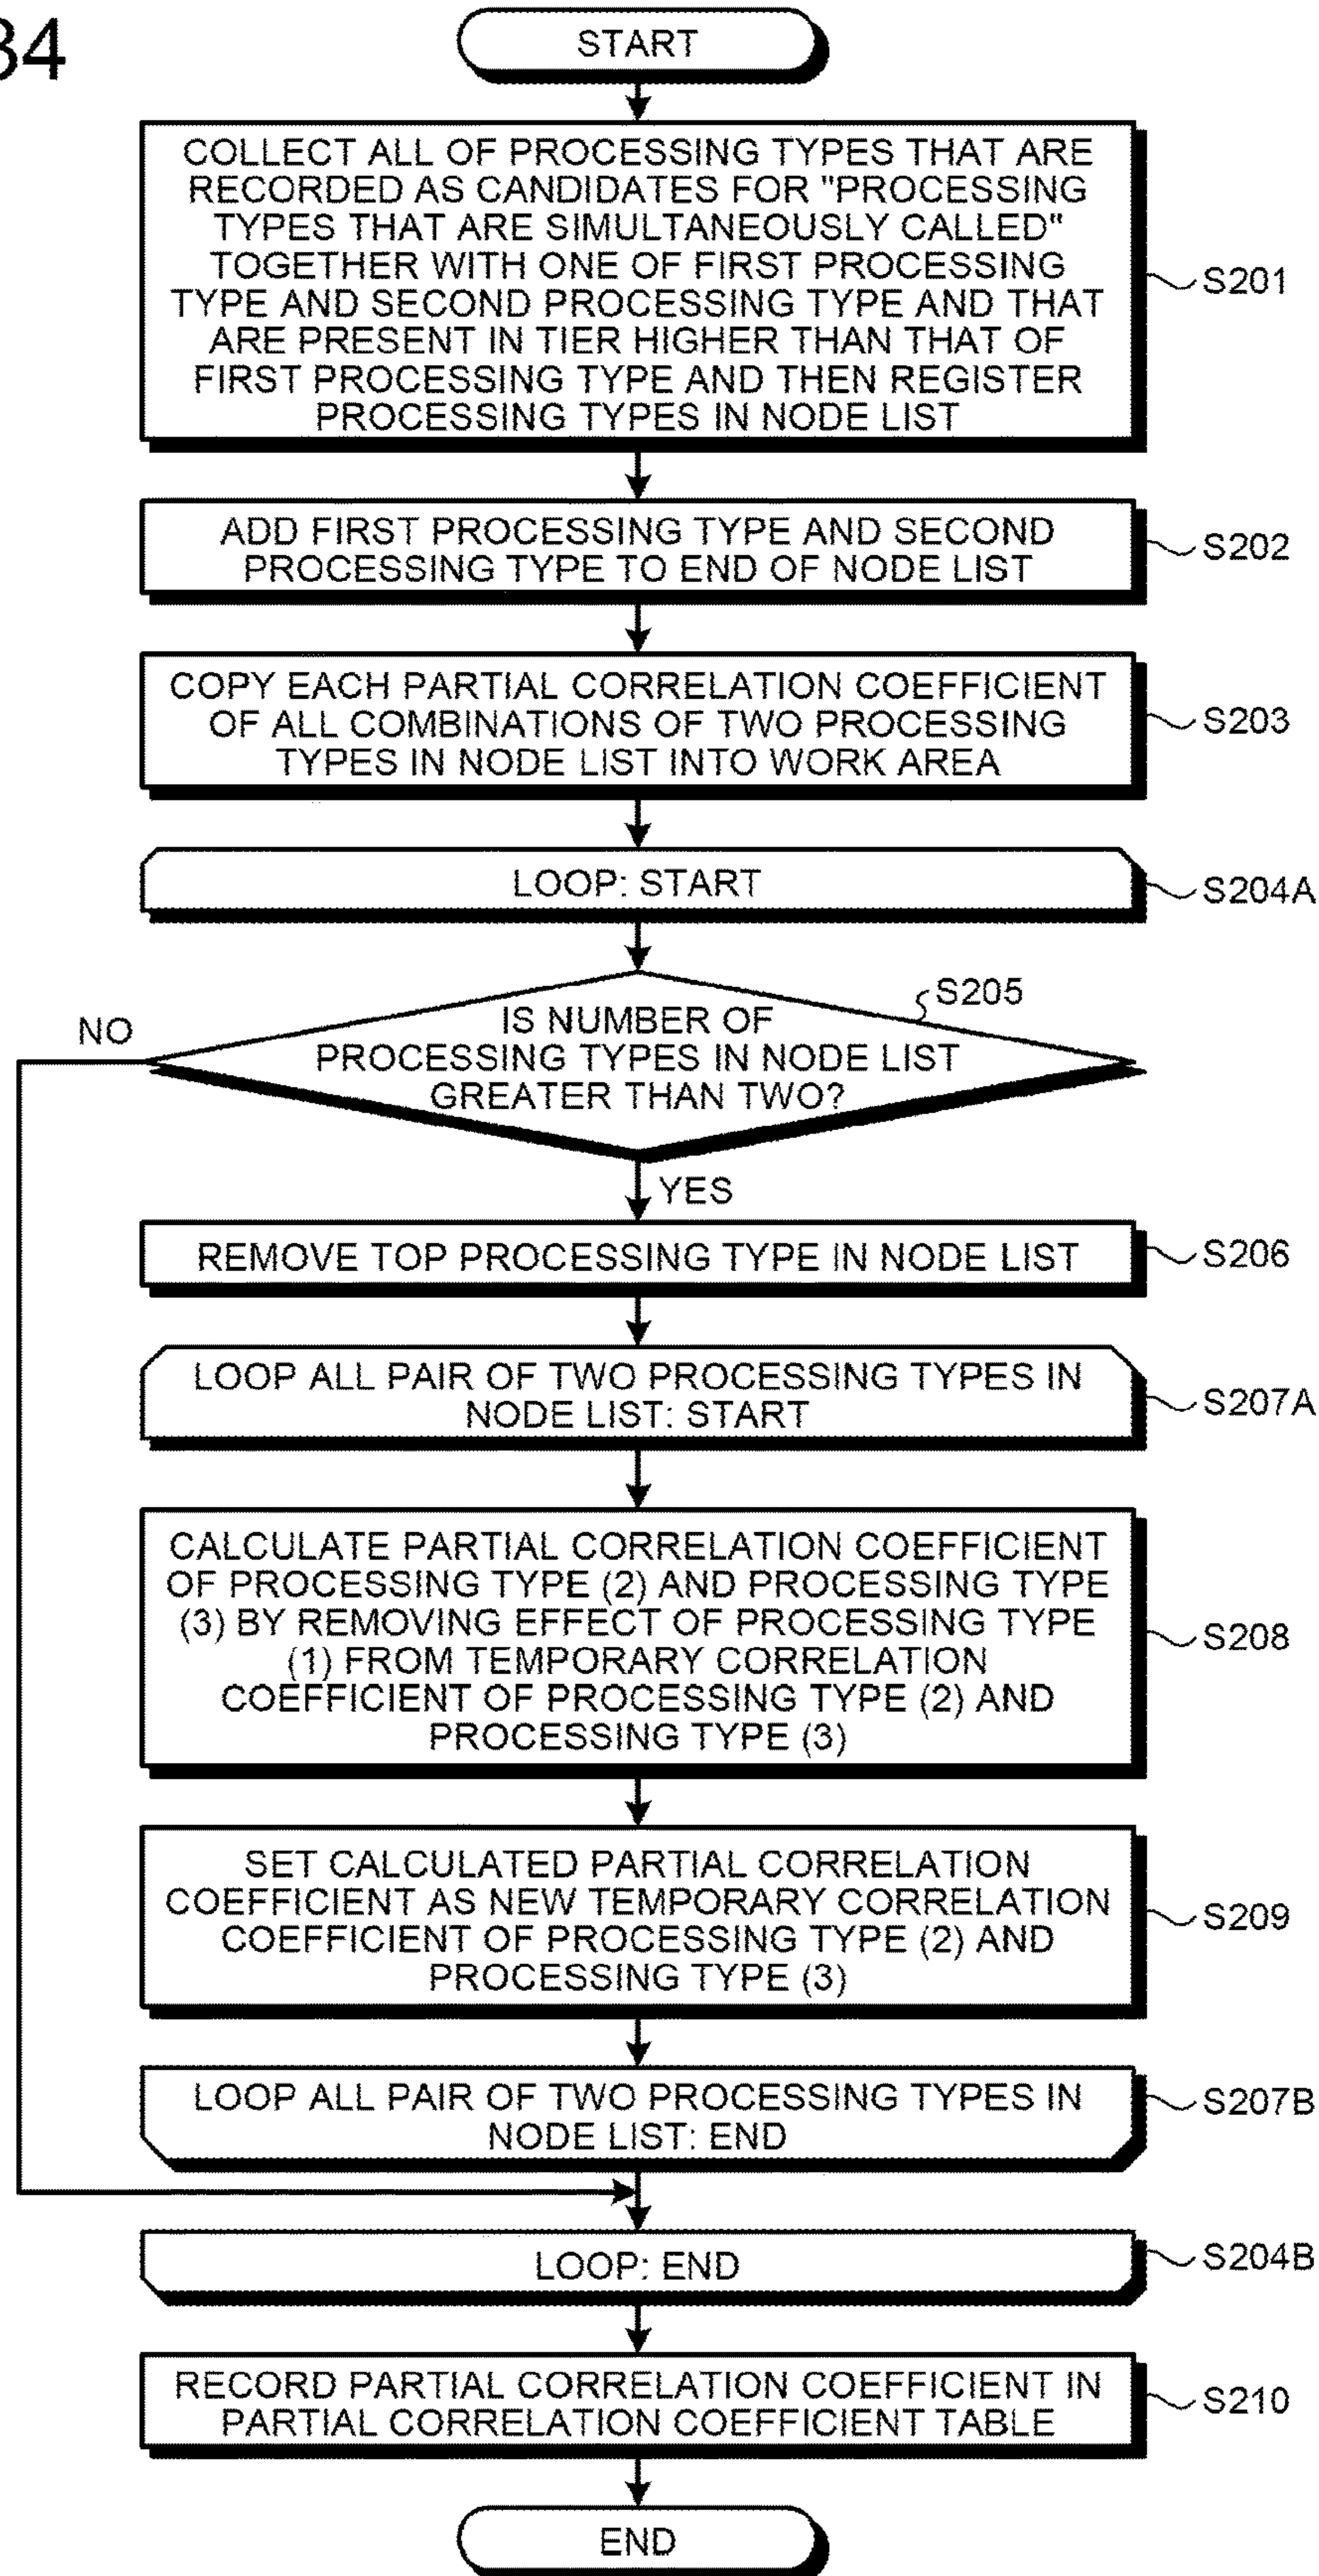 34
START
COLLECT ALL OF PROCESSING TYPES THAT ARE
RECORDED AS CANDIDATES FOR "PROCESSING
TYPES THAT ARE SIMULTANEOUSLY CALLED"
TOGETHER WITH ONE OF FIRST PROCESSING
TYPE AND SECOND PROCESSING TYPE AND THAT
ARE PRESENT IN TIER HIGHER THAN THAT OF
FIRST PROCESSING TYPE AND THEN REGISTER
PROCESSING TYPES IN NODE LIST
S201
ADD FIRST PROCESSING TYPE AND SECOND
PROCESSING TYPE TO END OF NODE LIST
S202
COPY EACH PARTIAL CORRELATION COEFFICIENT
OF ALL COMBINATIONS OF TWO PROCESSING
TYPES IN NODE LIST INTO WORK AREA
S203
LOOP: START
S204A
S205
NO
IS NUMBER OF
PROCESSING TYPES IN NODE LIST
GREATER THAN TWO?
YES
REMOVE TOP PROCESSING TYPE IN NODE LIST
S206
LOOP ALL PAIR OF TWO PROCESSING TYPES IN
NODE LIST: START
S207A
CALCULATE PARTIAL CORRELATION COEFFICIENT
OF PROCESSING TYPE (2) AND PROCESSING TYPE
(3) BY REMOVING EFFECT OF PROCESSING TYPE
(1) FROM TEMPORARY CORRELATION
COEFFICIENT OF PROCESSING TYPE (2) AND
PROCESSING TYPE (3)
S208
SET CALCULATED PARTIAL CORRELATION
COEFFICIENT AS NEW TEMPORARY CORRELATION
COEFFICIENT OF PROCESSING TYPE (2) AND
PROCESSING TYPE (3)
S209
LOOP ALL PAIR OF TWO PROCESSING TYPES IN
NODE LIST: END
S207B
LOOP: END
S204B
RECORD PARTIAL CORRELATION COEFFICIENT IN
PARTIAL CORRELATION COEFFICIENT TABLE
S210
END